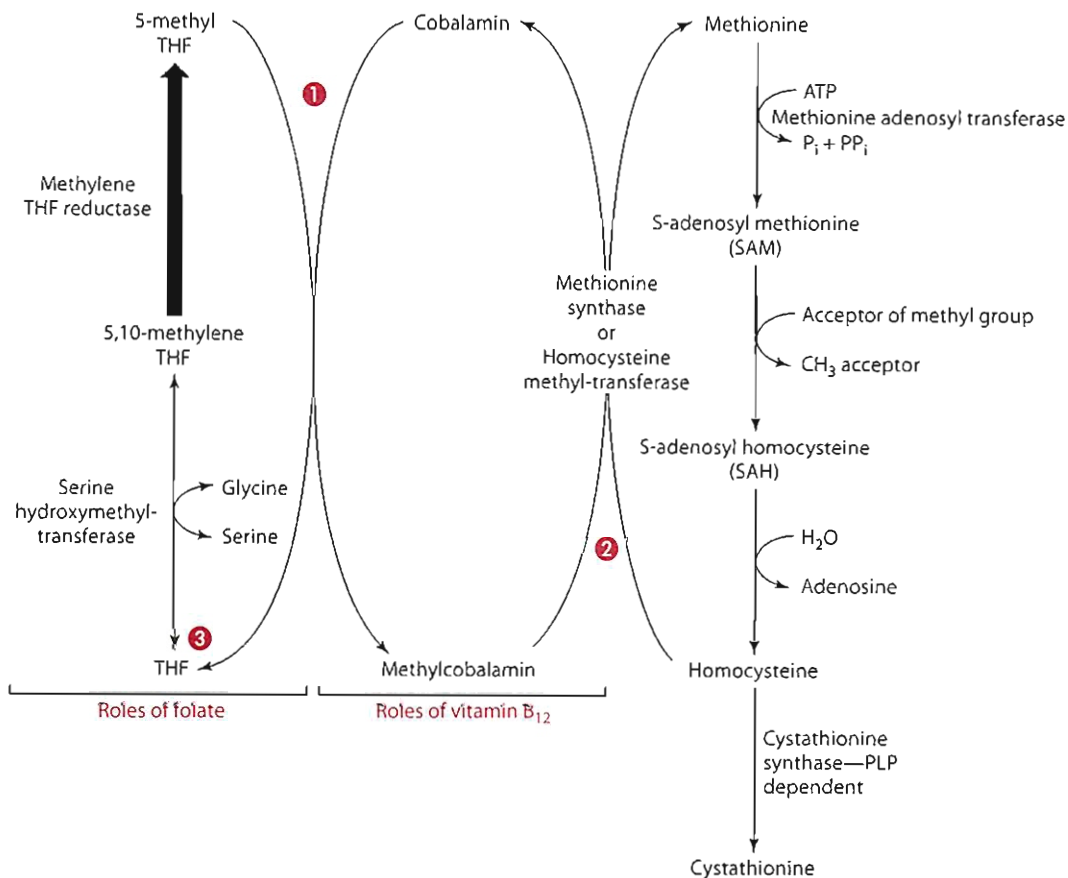 5-methyl
THF
Cobalamin
Methionine
1
ATP
Methionine adenosyl transferase
Pi + PPi
Methylene
THF reductase
S-adenosyl methionine
(SAM)
Methionine
synthase
or
Homocysteine
methyl-transferase
5,10-methylene
THF
Acceptor of methyl group
CH3 acceptor
S-adenosyl homocysteine
(SAH)
Serine
hydroxymethyl-
transferase
Glycine
Serine
2
H2O
Adenosine
3
THF
Methylcobalamin
Homocysteine
Roles of folate
Roles of vitamin B12
Cystathionine
synthase—PLP
dependent
Cystathionine